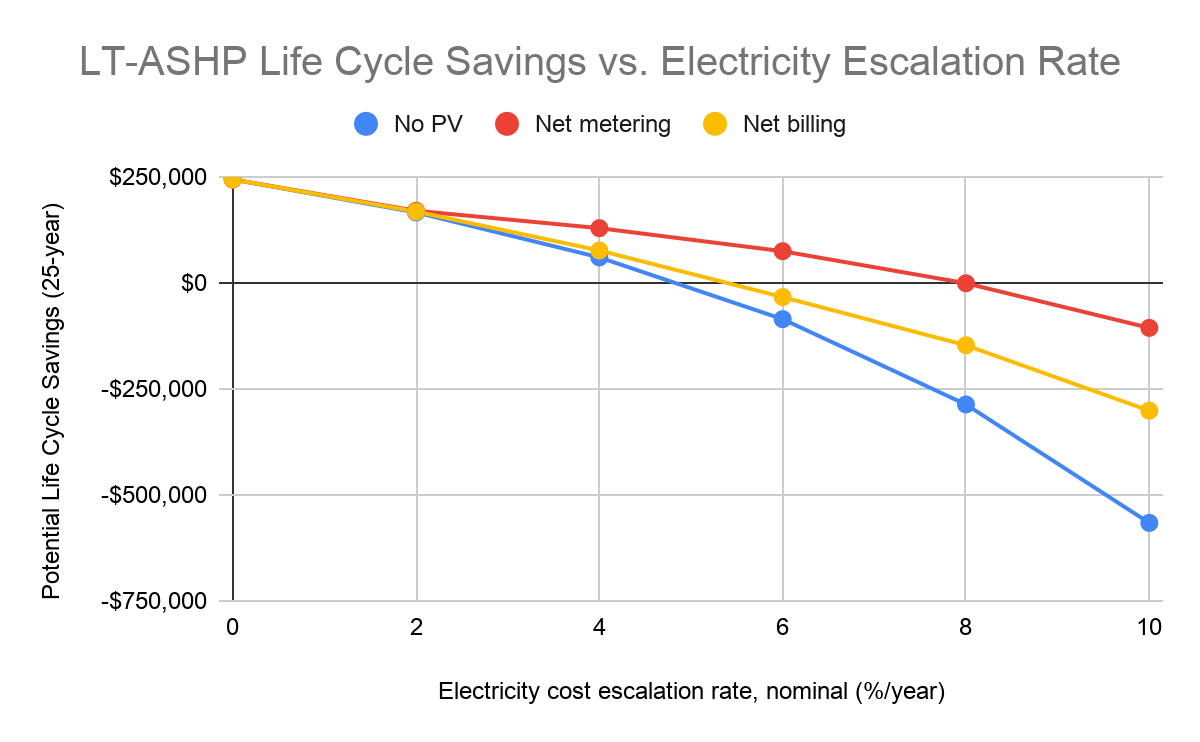 LT-ASHP Life Cycle Savings vs. Electricity Escalation Rate
No PV Net metering Net billing
Potential Life Cycle Savings (25-year)
$250,000
$0
-$250,000
-$500,000
-$750,000
0 2 4 6 8 10
Electricity cost escalation rate, nominal (%/year)